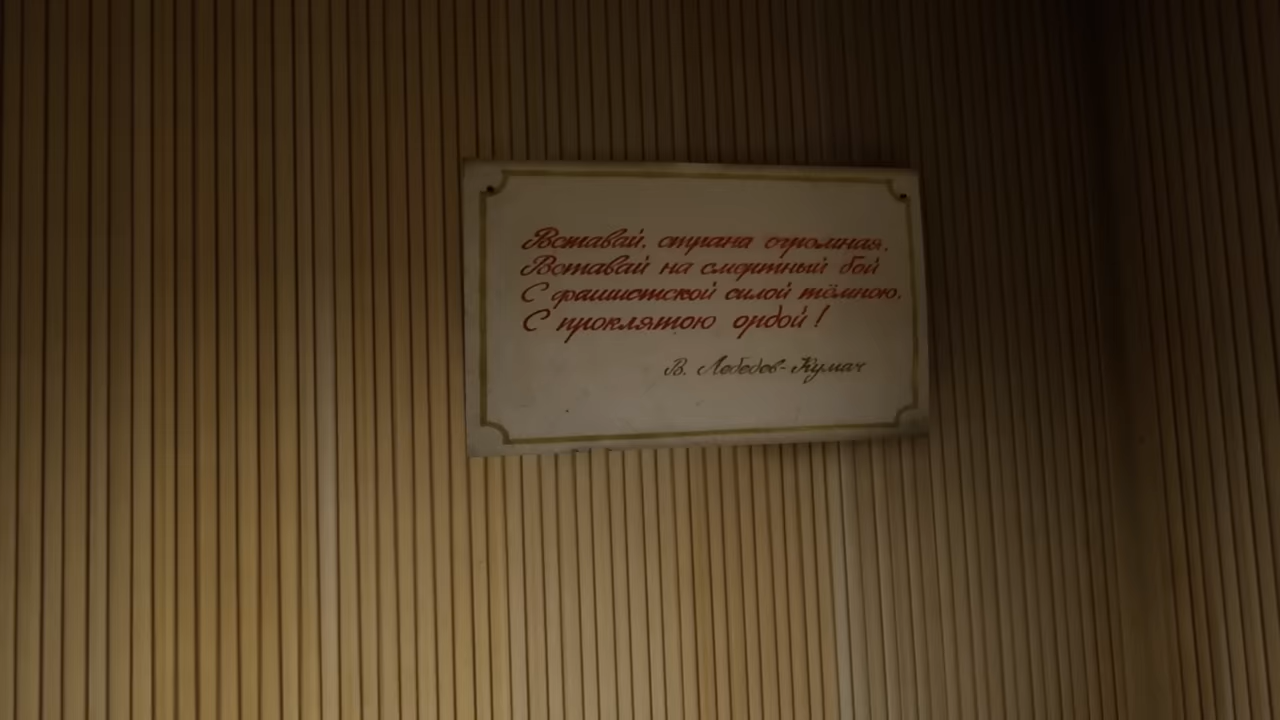 Вставай, страна огромная,
Вставай на смертный бой
С фашистской силой тёмною,
С проклятою ордой!
В. Лебедев-Кумач